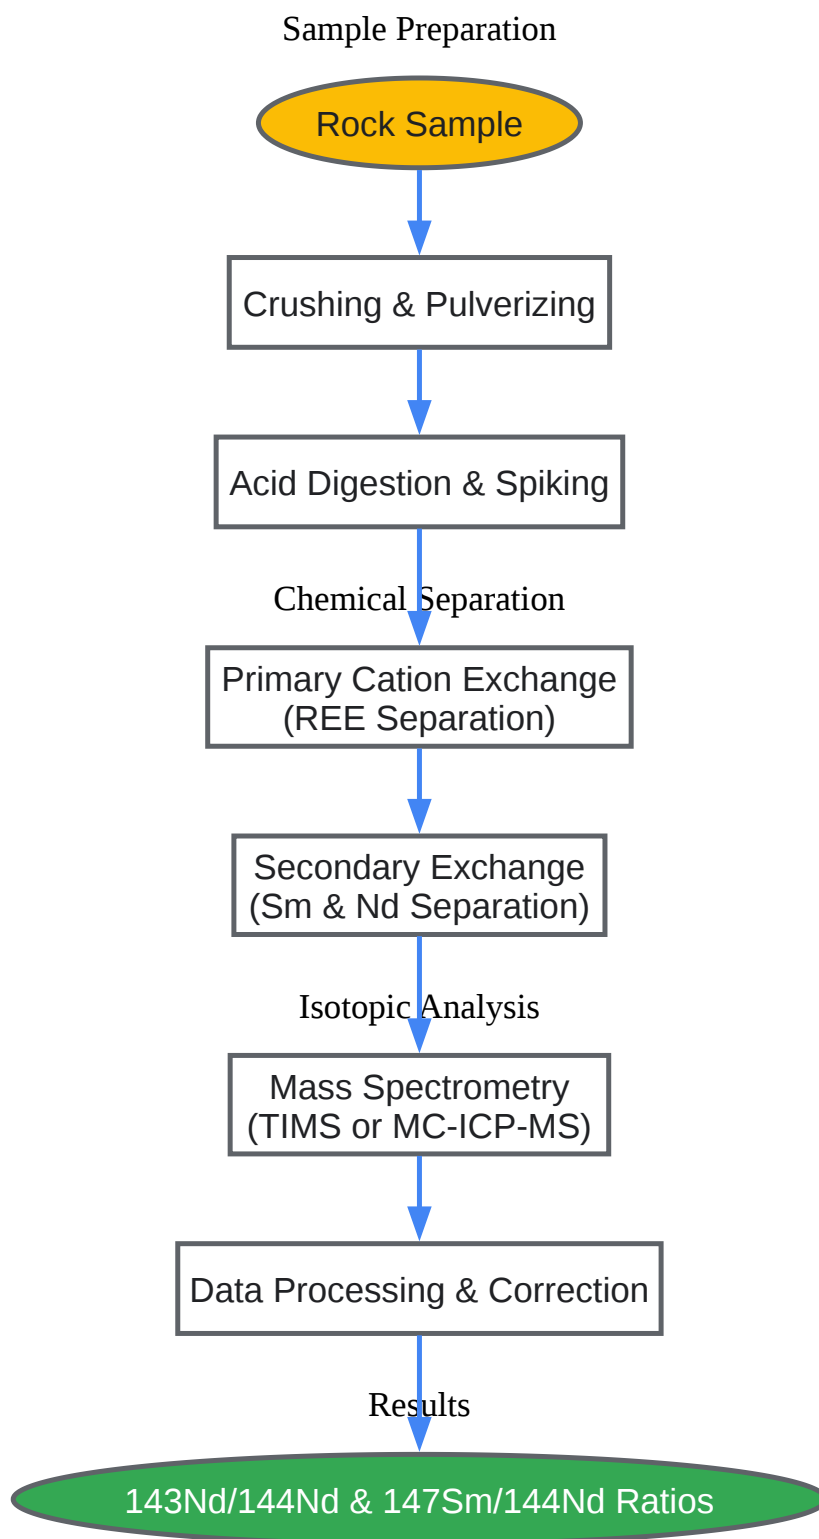 Sample Preparation
Rock Sample
Crushing & Pulverizing
Acid Digestion & Spiking
Chemical Separation
Primary Cation Exchange
(REE Separation)
Secondary Exchange
(Sm & Nd Separation)
Isotopic Analysis
Mass Spectrometry
(TIMS or MC-ICP-MS)
Data Processing & Correction
Results
143Nd/144Nd & 147Sm/144Nd Ratios